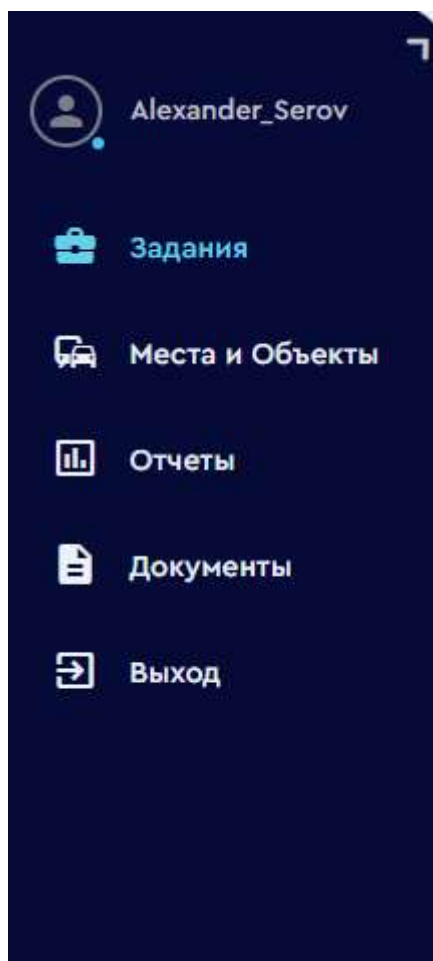 Alexander_Serov
Задания
Места и Объекты
Отчеты
Документы
Выход